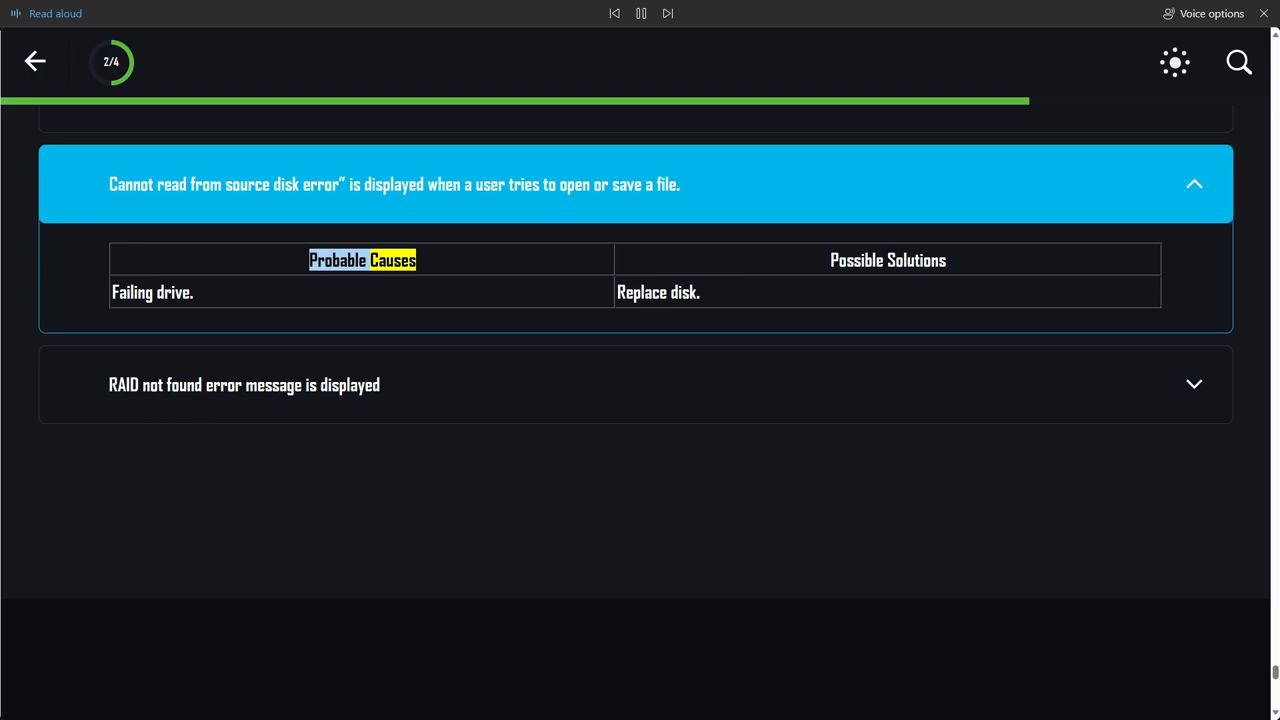 Read aloud
Voice options
2/4
Cannot read from source disk error” is displayed when a user tries to open or save a file.
Probable Causes
Possible Solutions
Failing drive.
Replace disk.
RAID not found error message is displayed